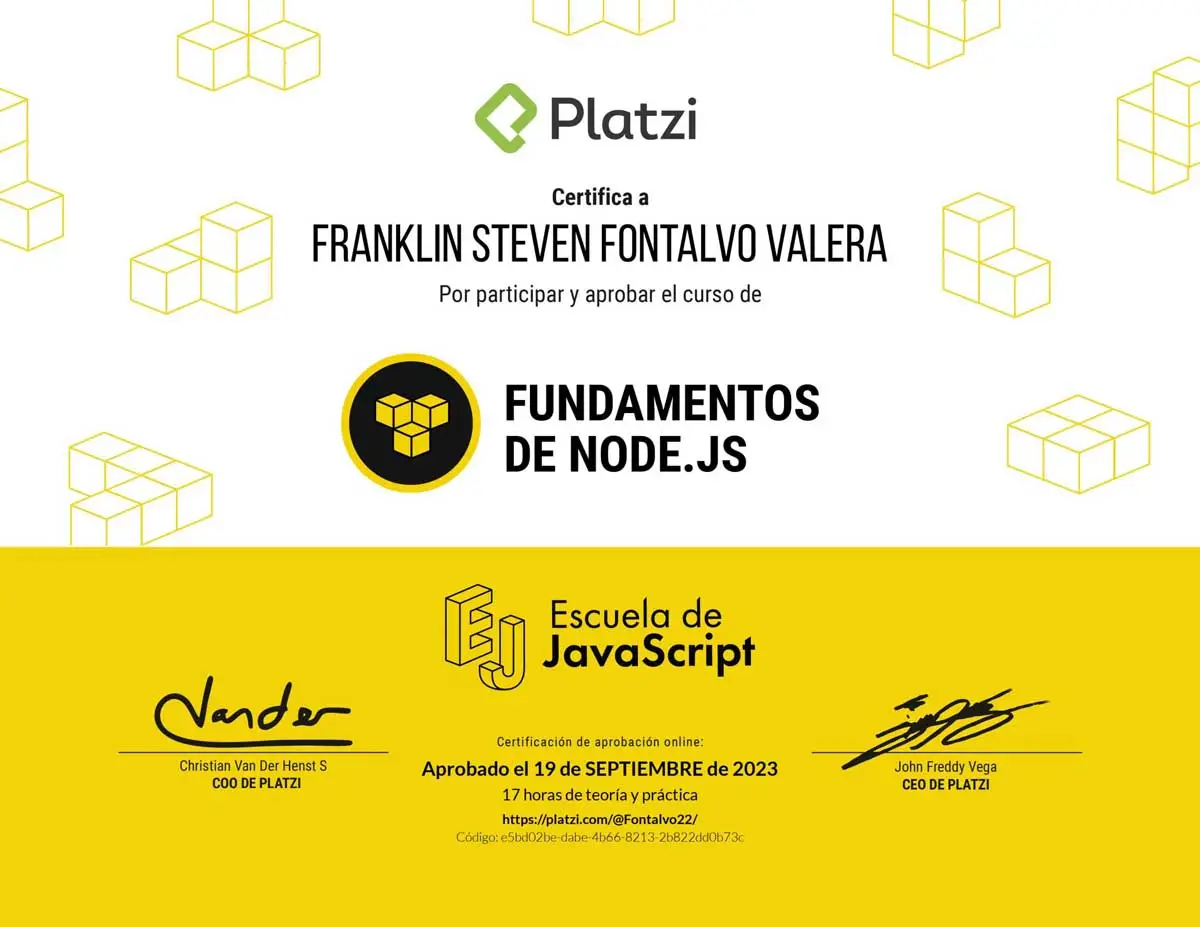 Platzi
Certifica a
FRANKLIN STEVEN FONTALVO VALERA
Por participar y aprobar el curso de
FUNDAMENTOS
DE NODE.JS
EJ
Escuela de
JavaScript
Vander
Christian Van Der Henst S
COO DE PLATZI
Certificación de aprobación online:
Aprobado el 19 de SEPTIEMBRE de 2023
17 horas de teoría y práctica
https://platzi.com/@Fontalvo22/
Código: e5bd02be-dabe-4b66-8213-2b822dd0b73c
John Freddy Vega
CEO DE PLATZI